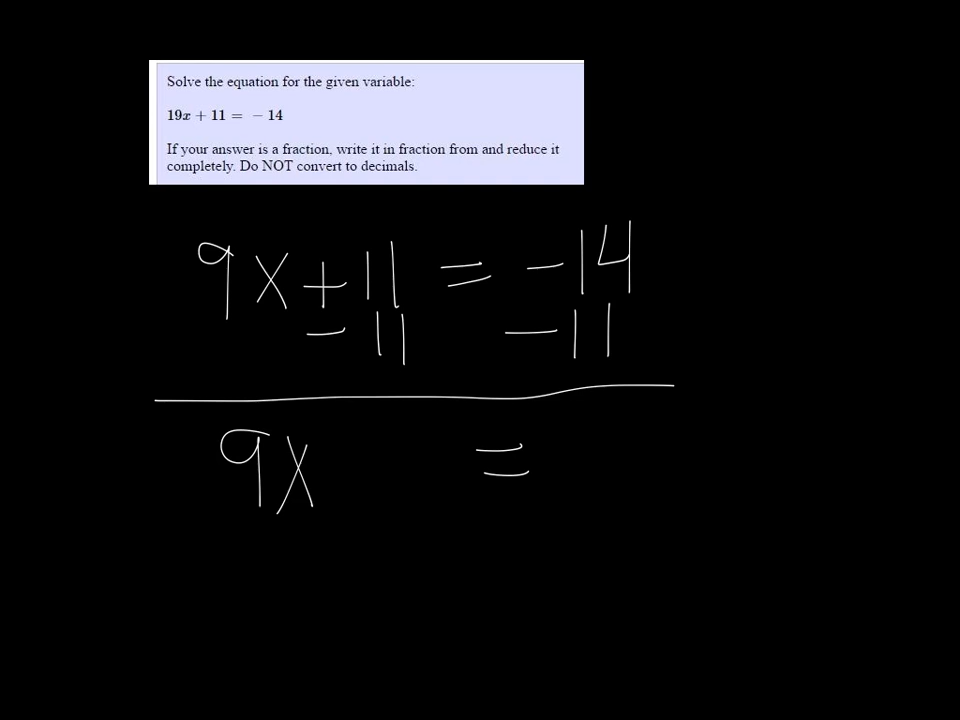 Solve the equation for the given variable:
19x + 11 = − 14
If your answer is a fraction, write it in fraction from and reduce it
completely. Do NOT convert to decimals.
9x + 11 = -14
- 11 - 11
9x =